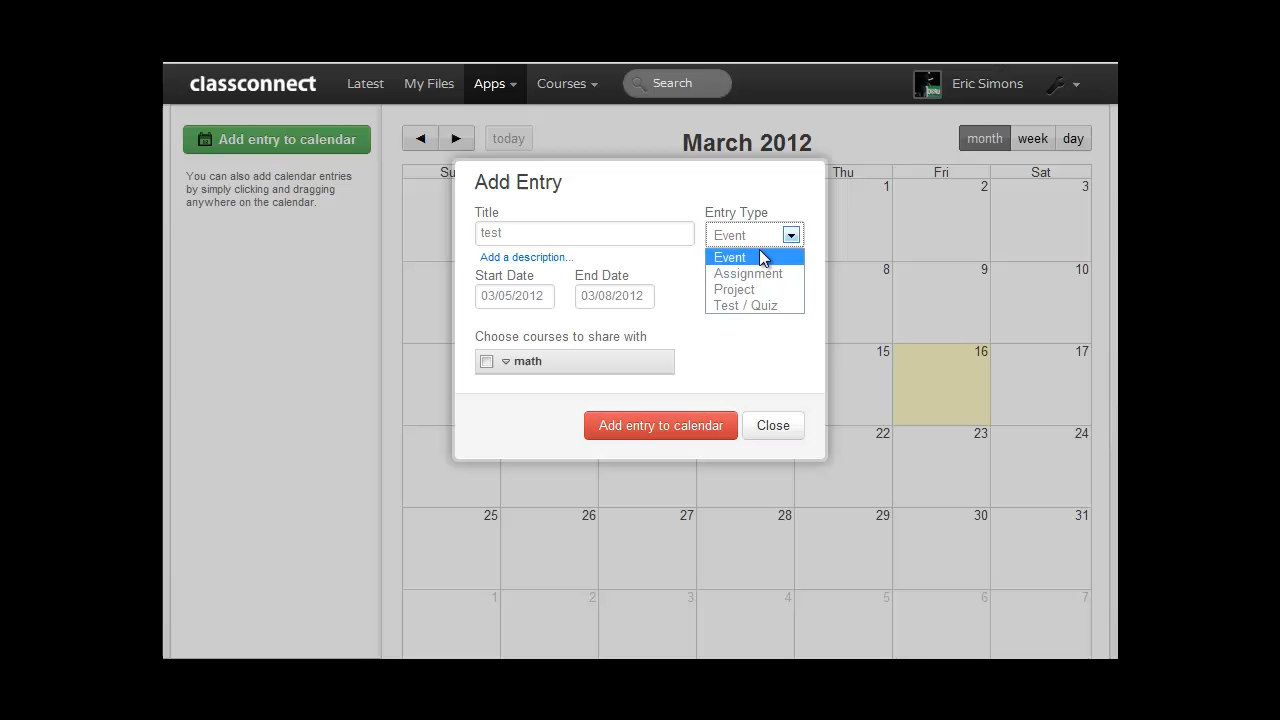 classconnect Latest My Files Apps Courses Search Eric Simons
Add entry to calendar
You can also add calendar entries
by simply clicking and dragging
anywhere on the calendar.
today
March 2012
month week day
Su Thu Fri Sat
Add Entry
Title
test
Add a description...
Start Date End Date
03/05/2012 03/08/2012
Entry Type
Event
Event
Assignment
Project
Test / Quiz
Choose courses to share with
math
Add entry to calendar Close
1 2 3
8 9 10
15 16 17
22 23 24
25 26 27 28 29 30 31
1 2 3 4 5 6 7